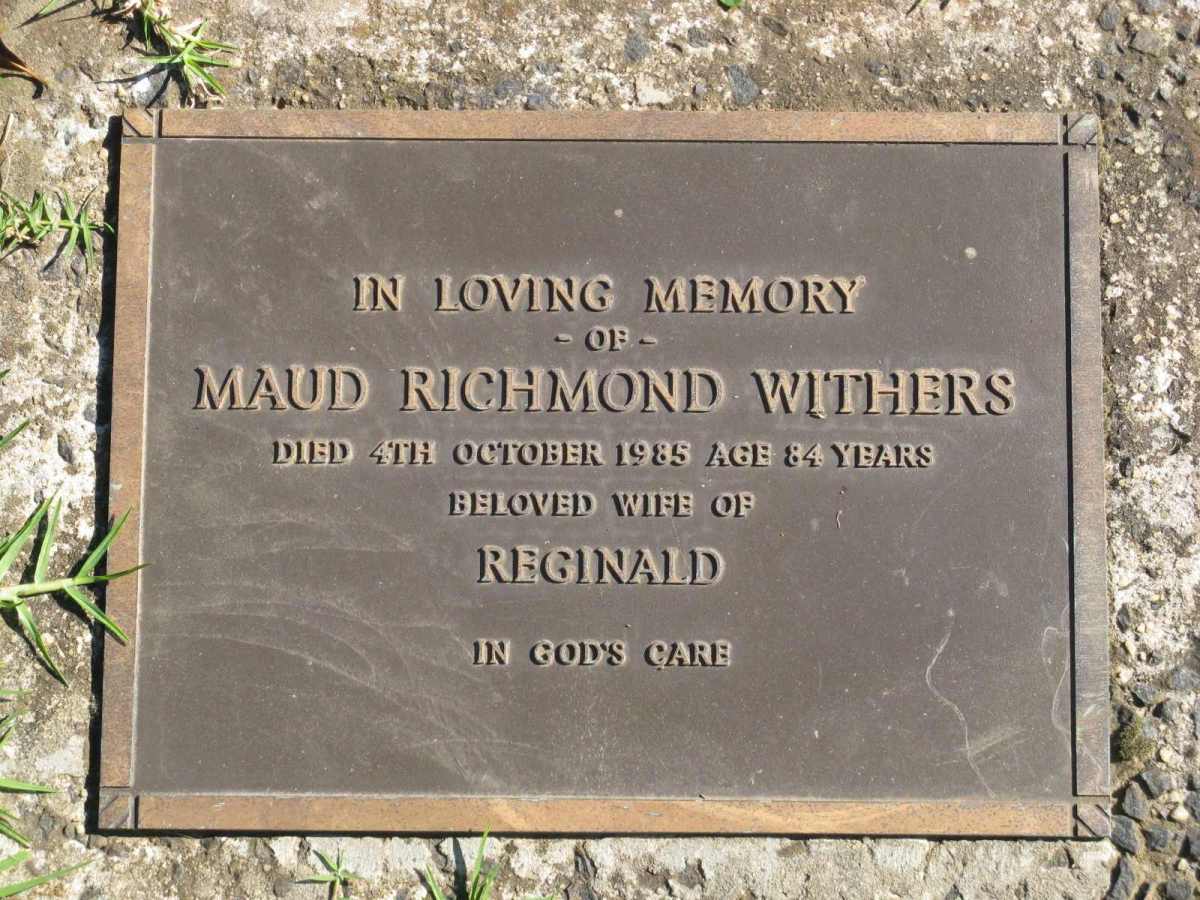 IN LOVING MEMORY
- OF -
MAUD RICHMOND WITHERS
DIED 4TH OCTOBER 1985 AGE 84 YEARS
BELOVED WIFE OF
REGINALD
IN GOD'S CARE